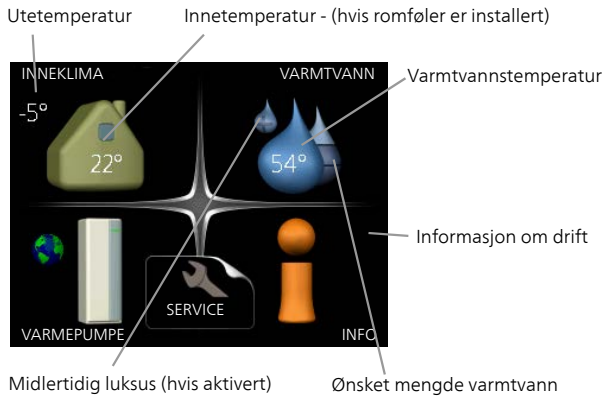 Utetemperatur
Innetemperatur - (hvis romføler er installert)
INNEKLIMA
VARMTVANN
Varmtvannstemperatur
-5°
22°
54°
Informasjon om drift
SERVICE
VARMEPUMPE
INFO
Midlertidig luksus (hvis aktivert)
Ønsket mengde varmtvann